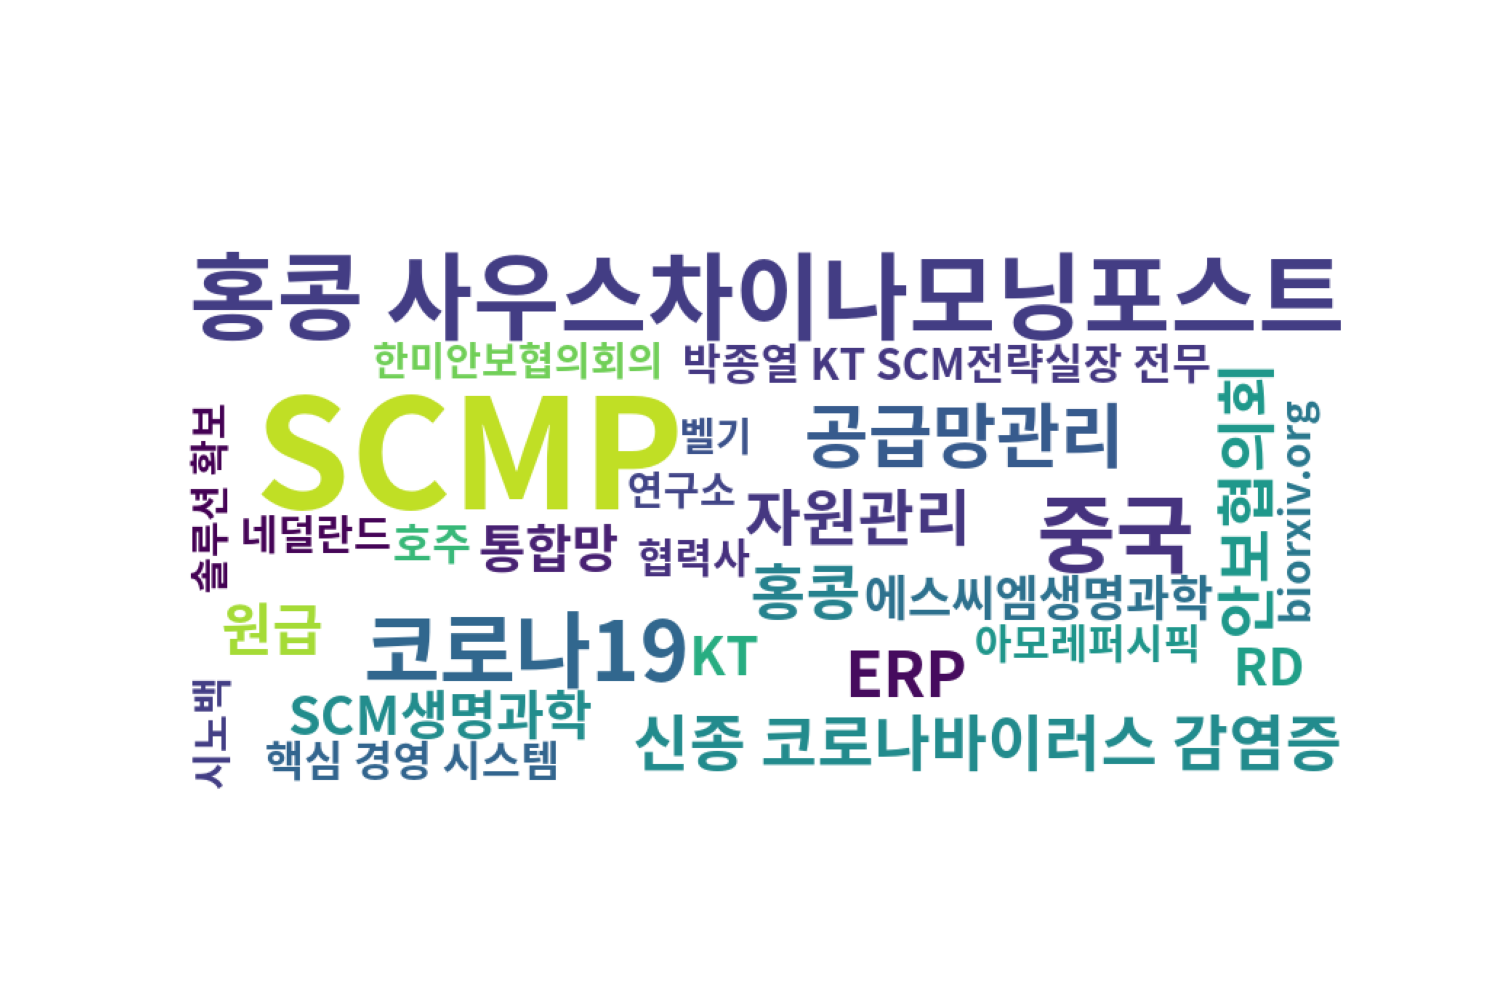 홍콩 사우스차이나모닝포스트
한미안보협의회의
박종열 KT SCM전략실장 전무
SCMP
벨기
공급망관리
안보협의회
biorxiv.org
솔루션 확보
연구소
자원관리
중국
네덜란드
호주
통합망
협력사
홍콩
에스씨엠생명과학
원급
코로나19
KT
아모레퍼시픽
ERP
RD
시노백
SCM생명과학
신종 코로나바이러스 감염증
핵심 경영 시스템